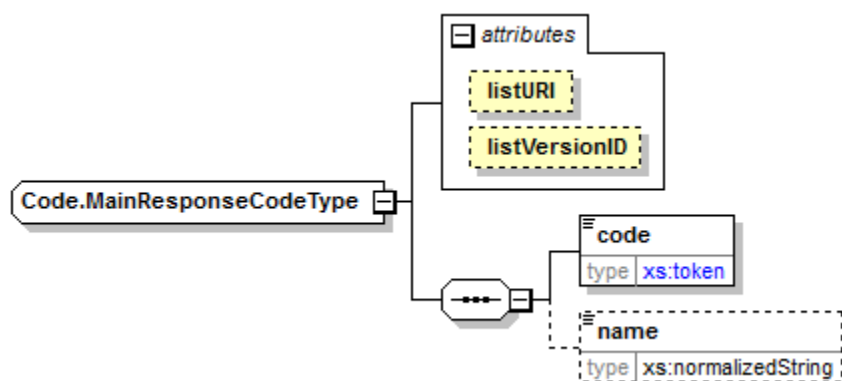 attributes
listURI
listVersionID
Code.MainResponseCodeType
code
type xs:token
name
type xs:normalizedString